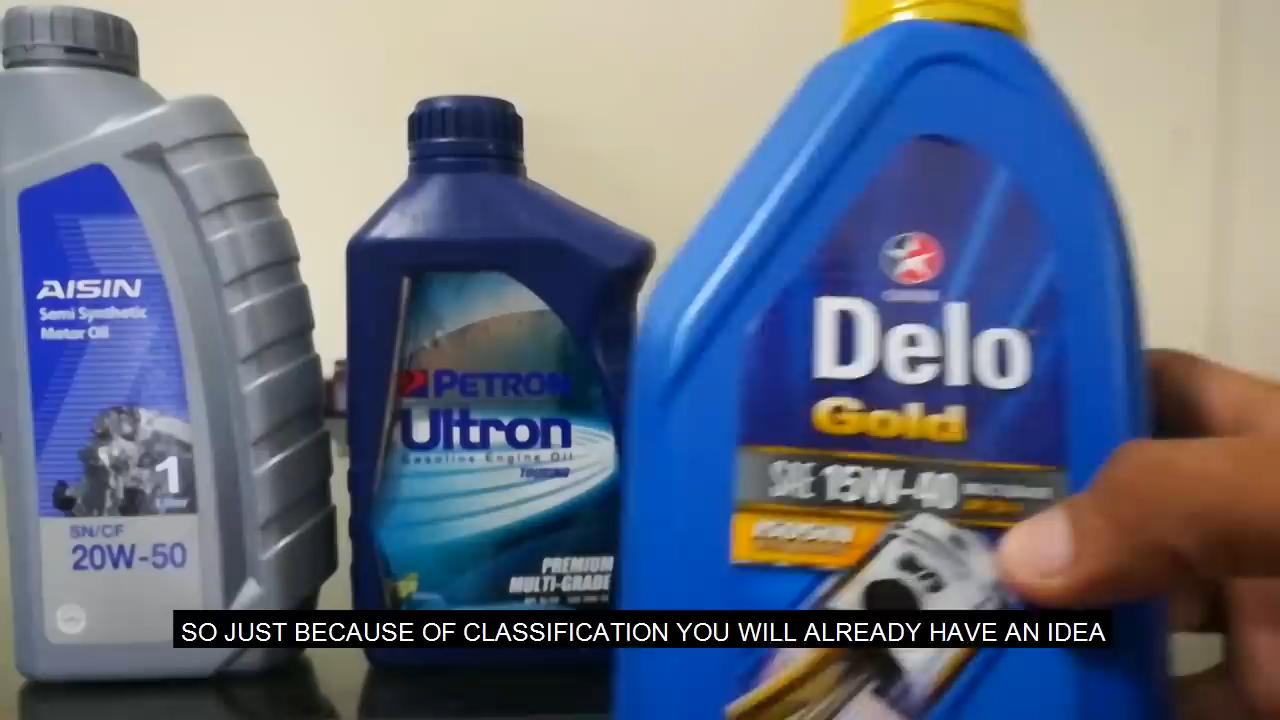 AISIN
Semi Synthetic
Motor Oil
1
SN/CF
20W-50
PETRON
Ultron
Gasoline Engine Oil
TOURING
PREMIUM
MULTI-GRADE
Delo
Gold
SAE 15W-40
SO JUST BECAUSE OF CLASSIFICATION YOU WILL ALREADY HAVE AN IDEA